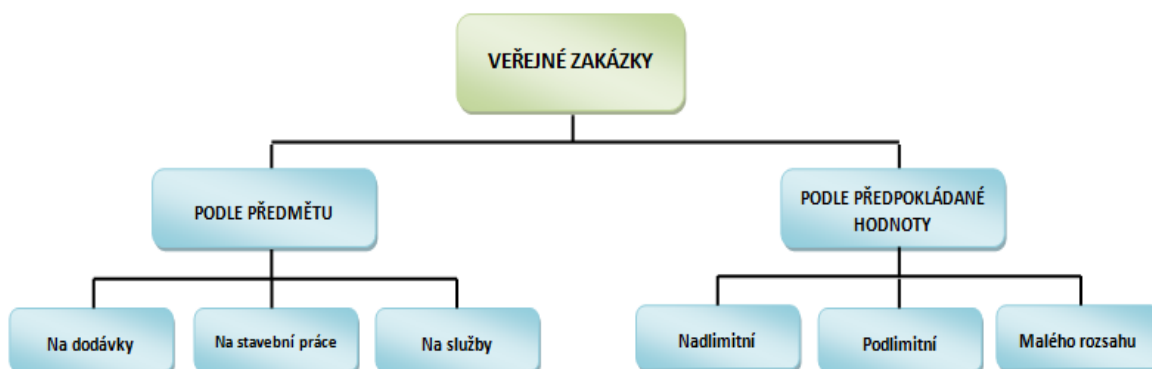 VEŘEJNÉ ZAKÁZKY
PODLE PŘEDMĚTU
PODLE PŘEDPOKLÁDANÉ
HODNOTY
Na dodávky
Na stavební práce
Na služby
Nadlimitní
Podlimitní
Malého rozsahu